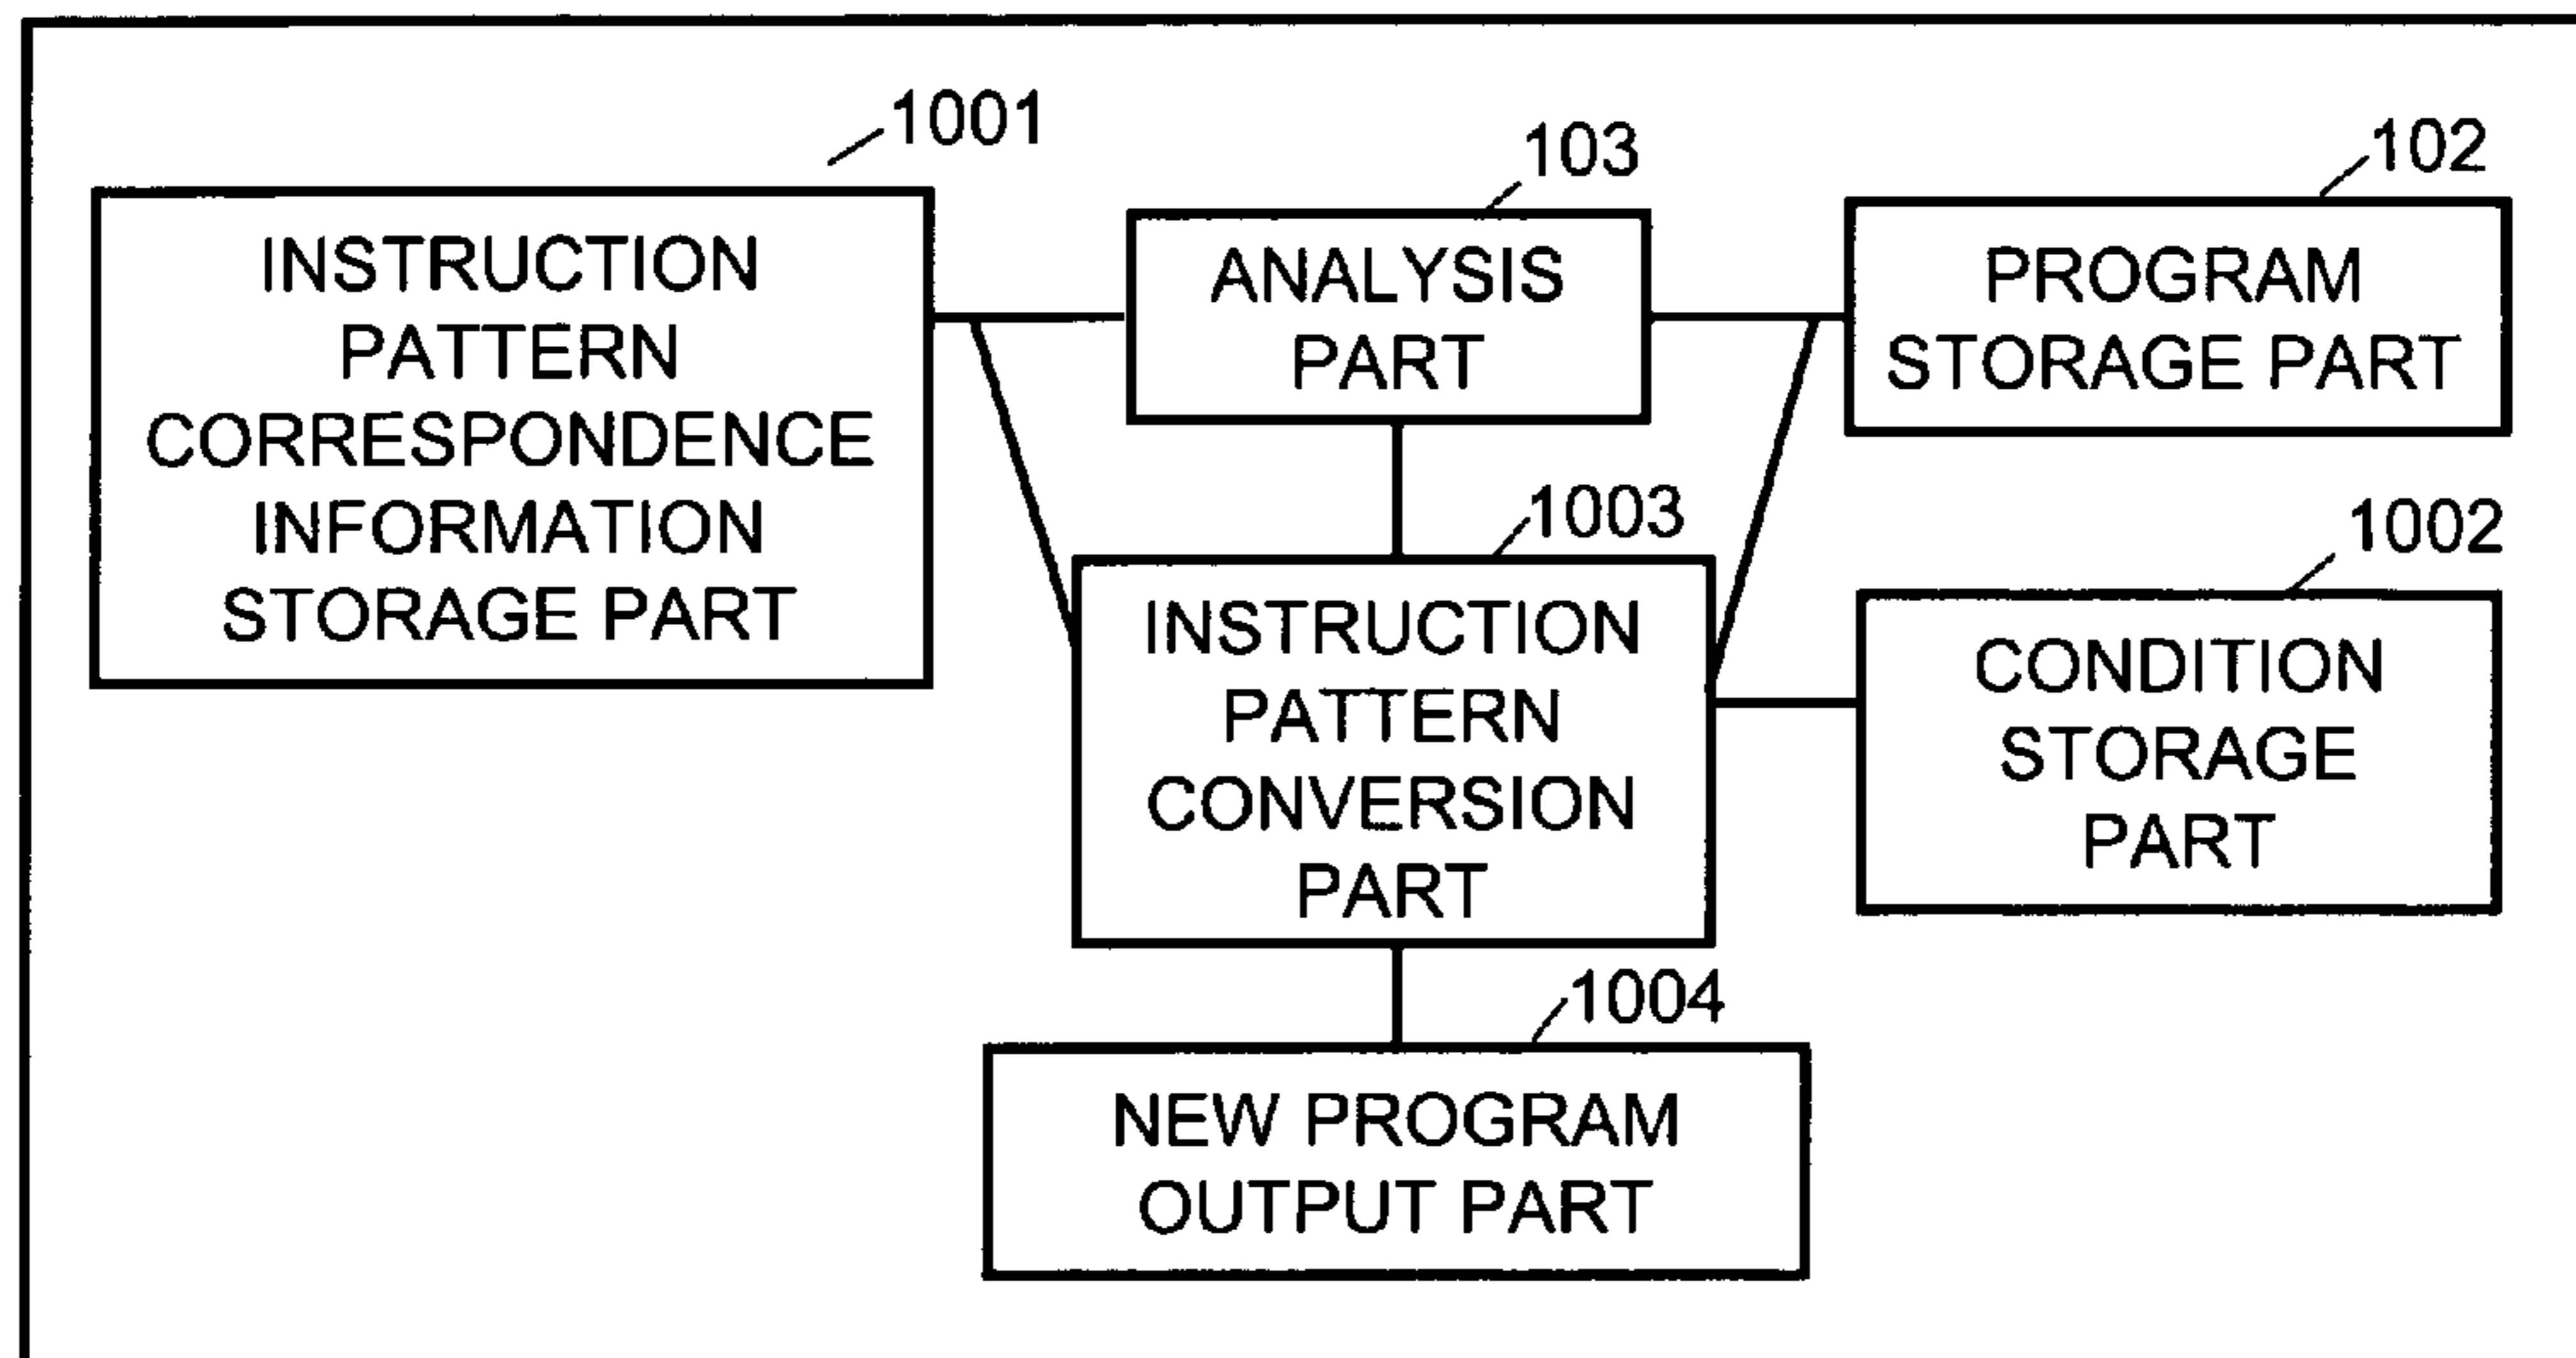 1001
INSTRUCTION
PATTERN
CORRESPONDENCE
INFORMATION
STORAGE PART
103
ANALYSIS
PART
102
PROGRAM
STORAGE PART
1003
INSTRUCTION
PATTERN
CONVERSION
PART
1002
CONDITION
STORAGE
PART
1004
NEW PROGRAM
OUTPUT PART